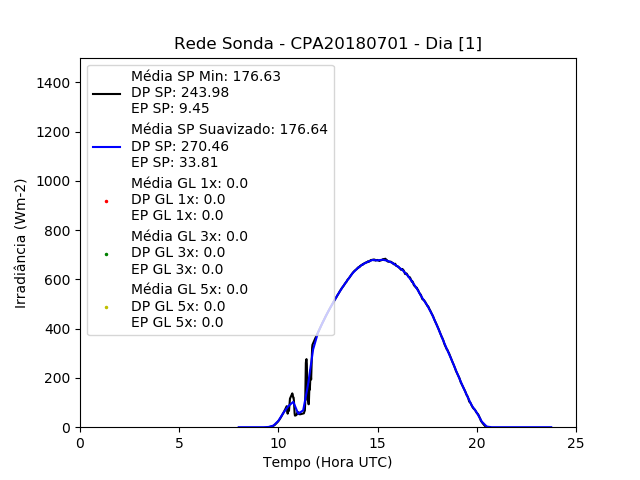 Rede Sonda - CPA20180701 - Dia [1]
Média SP Min: 176.63
DP SP: 243.98
EP SP: 9.45
Média SP Suavizado: 176.64
DP SP: 270.46
EP SP: 33.81
Média GL 1x: 0.0
DP GL 1x: 0.0
EP GL 1x: 0.0
Média GL 3x: 0.0
DP GL 3x: 0.0
EP GL 3x: 0.0
Média GL 5x: 0.0
DP GL 5x: 0.0
EP GL 5x: 0.0
Irradiância (Wm-2)
1400
1200
1000
800
600
400
200
0
0 5 10 15 20 25
Tempo (Hora UTC)